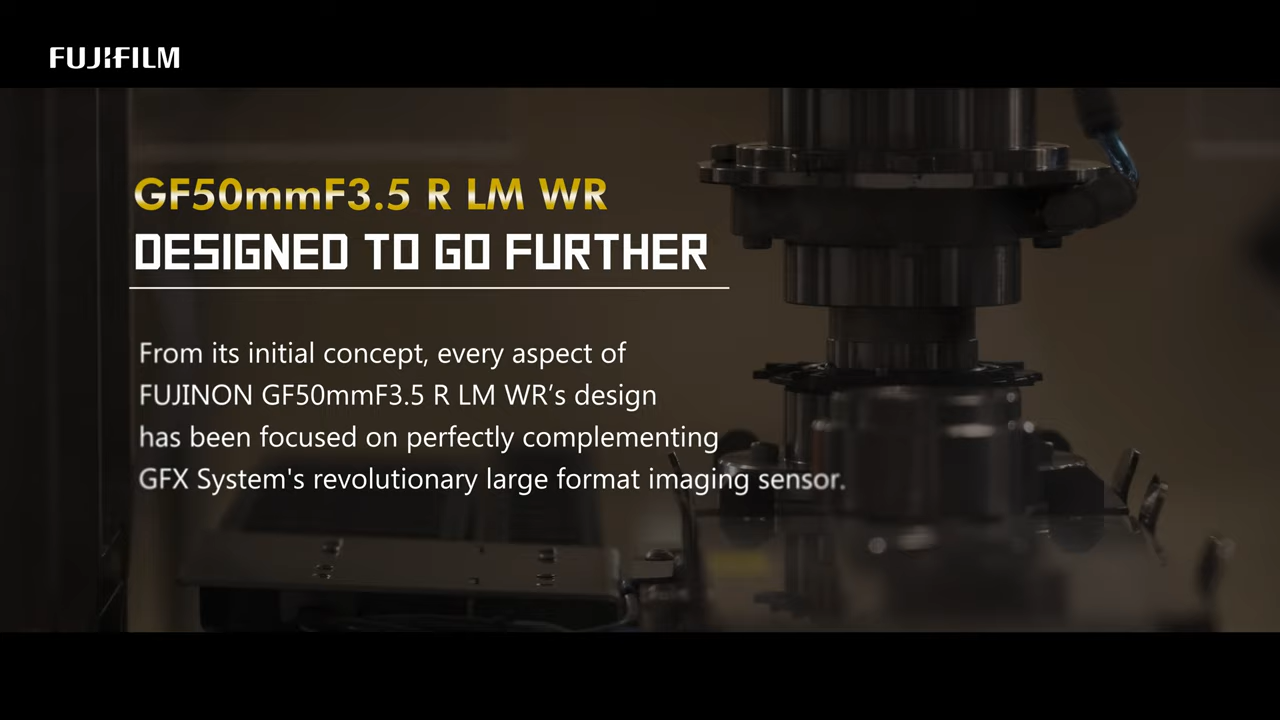 FUJIFILM
GF50mmF3.5 R LM WR
DESIGNED TO GO FURTHER
From its initial concept, every aspect of
FUJINON GF50mmF3.5 R LM WR’s design
has been focused on perfectly complementing
GFX System's revolutionary large format imaging sensor.